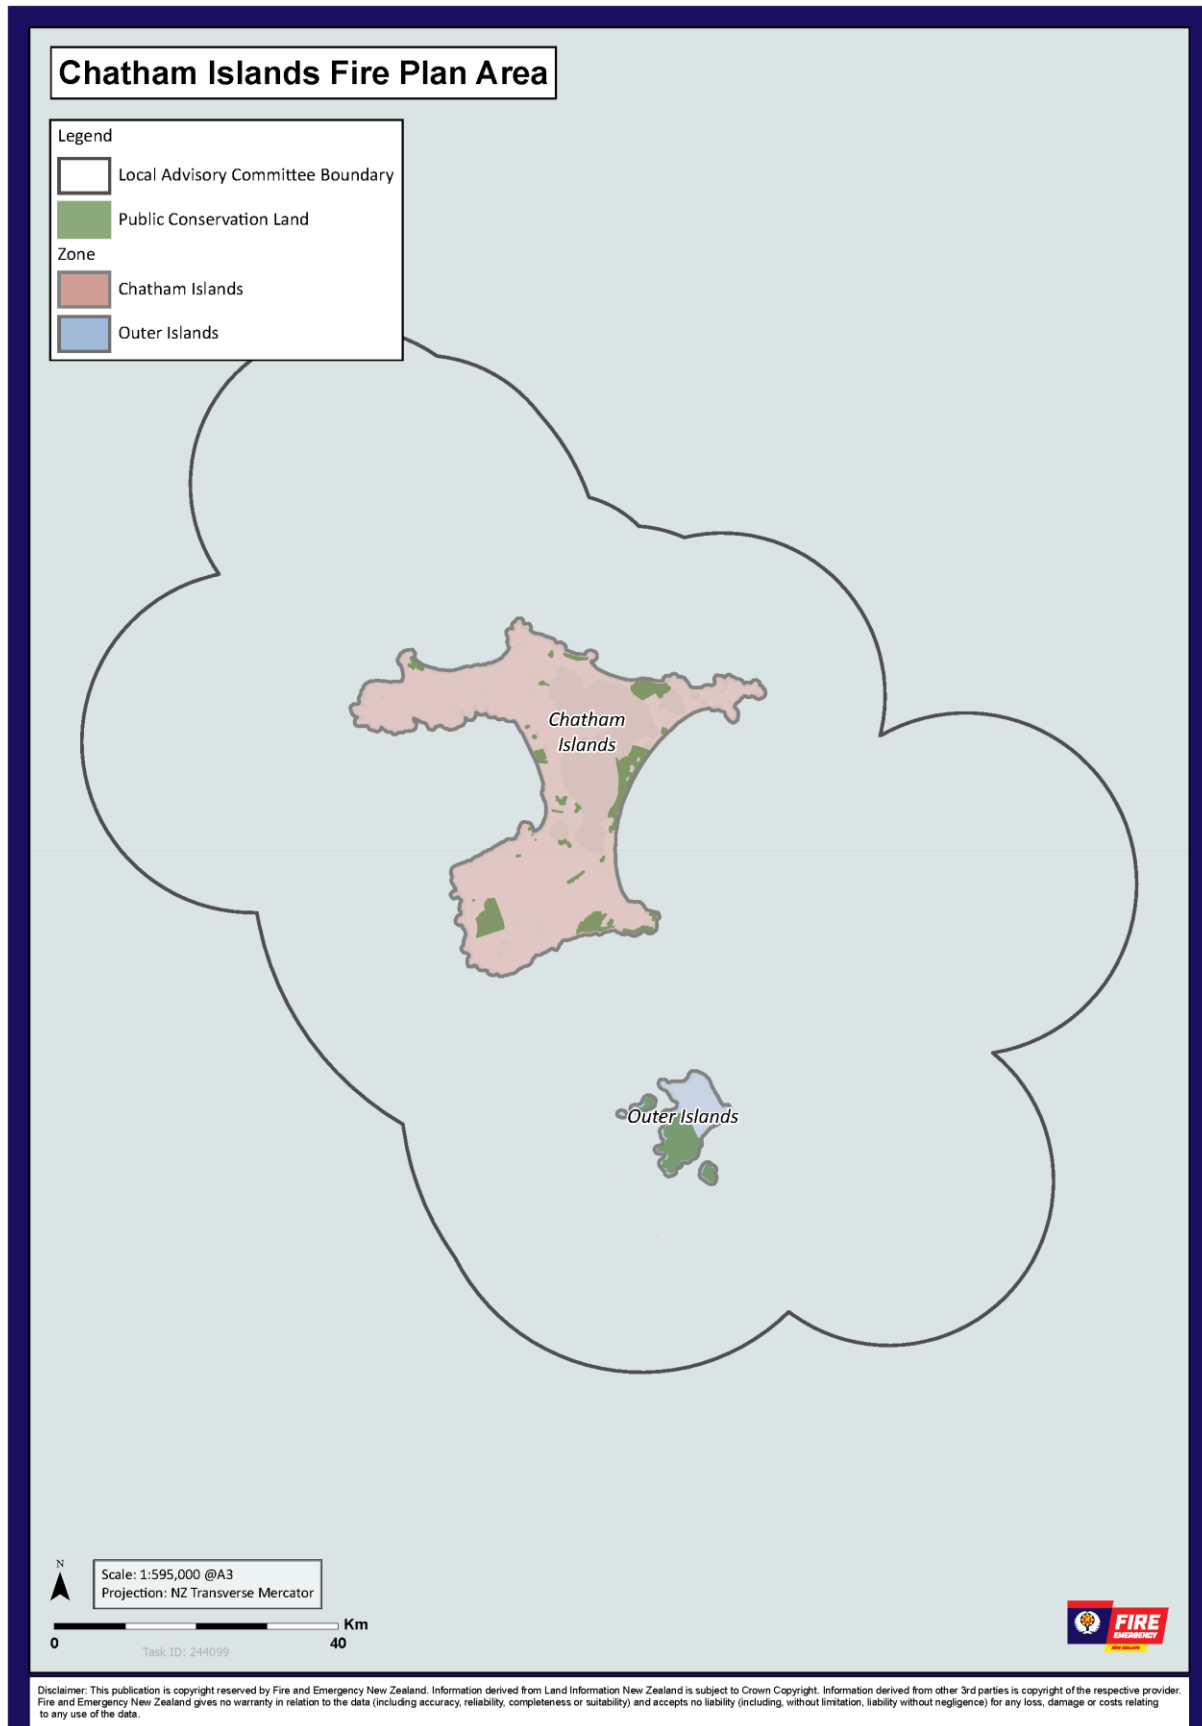 Chatham Islands Fire Plan Area
Legend
Local Advisory Committee Boundary
Public Conservation Land
Zone
Chatham Islands
Outer Islands
Chatham
Islands
Outer Islands
N
Scale: 1:595,000 @A3
Projection: NZ Transverse Mercator
Km
0 40
Task ID: 244099
FIRE
EMERGENCY
NEW ZEALAND
Disclaimer: This publication is copyright reserved by Fire and Emergency New Zealand. Information derived from Land Information New Zealand is subject to Crown Copyright. Information derived from other 3rd parties is copyright of the respective provider.
Fire and Emergency New Zealand gives no warranty in relation to the data (including accuracy, reliability, completeness or suitability) and accepts no liability (including, without limitation, liability without negligence) for any loss, damage or costs relating
to any use of the data.